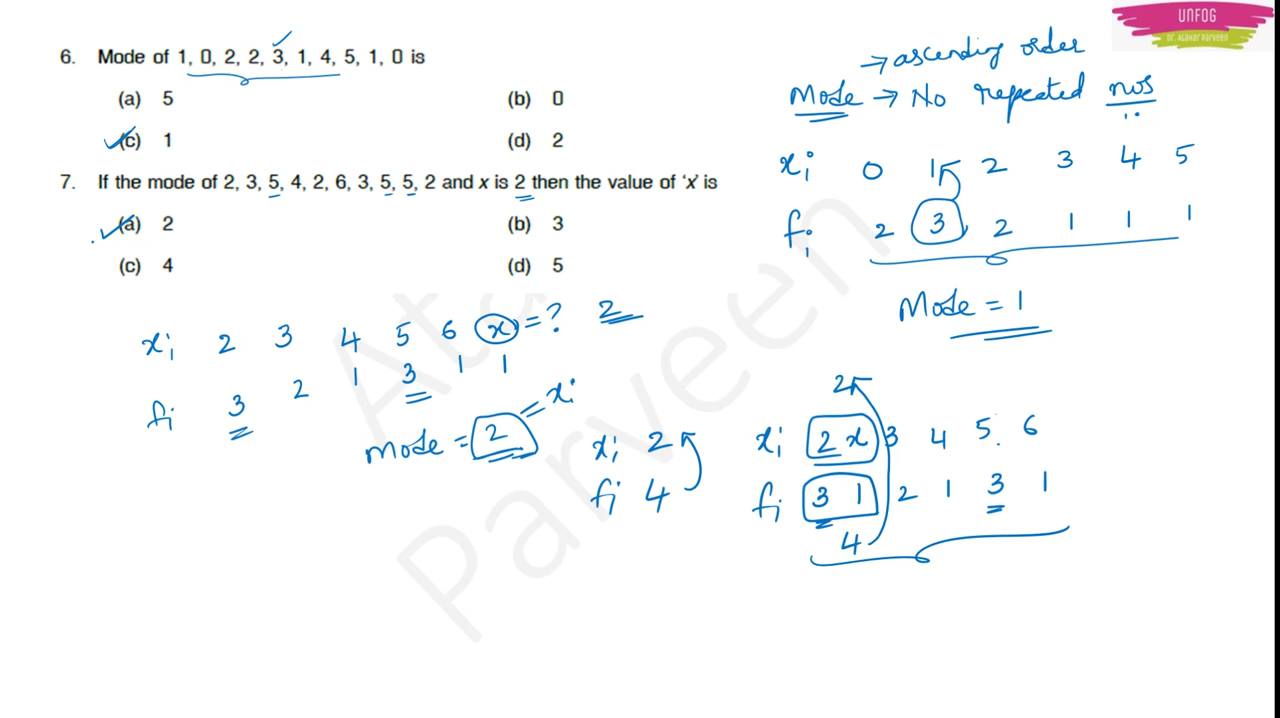 UNFOG
Dr. Atahar Parveen
6. Mode of 1, 0, 2, 2, 3, 1, 4, 5, 1, 0 is
(a) 5 (b) 0
(c) 1 (d) 2
7. If the mode of 2, 3, 5, 4, 2, 6, 3, 5, 5, 2 and x is 2 then the value of 'x' is
(a) 2 (b) 3
(c) 4 (d) 5
→ ascending order
Mode → No repeated nos
xi 0 1 2 3 4 5
fi 2 3 2 1 1 1
Mode = 1
xi 2 3 4 5 6 x = ? 2
fi 3 2 1 3 1 1
mode = 2 = xi
xi 2
fi 4
2
xi 2 x 3 4 5 6
fi 3 1 2 1 3 1
4
Parveen